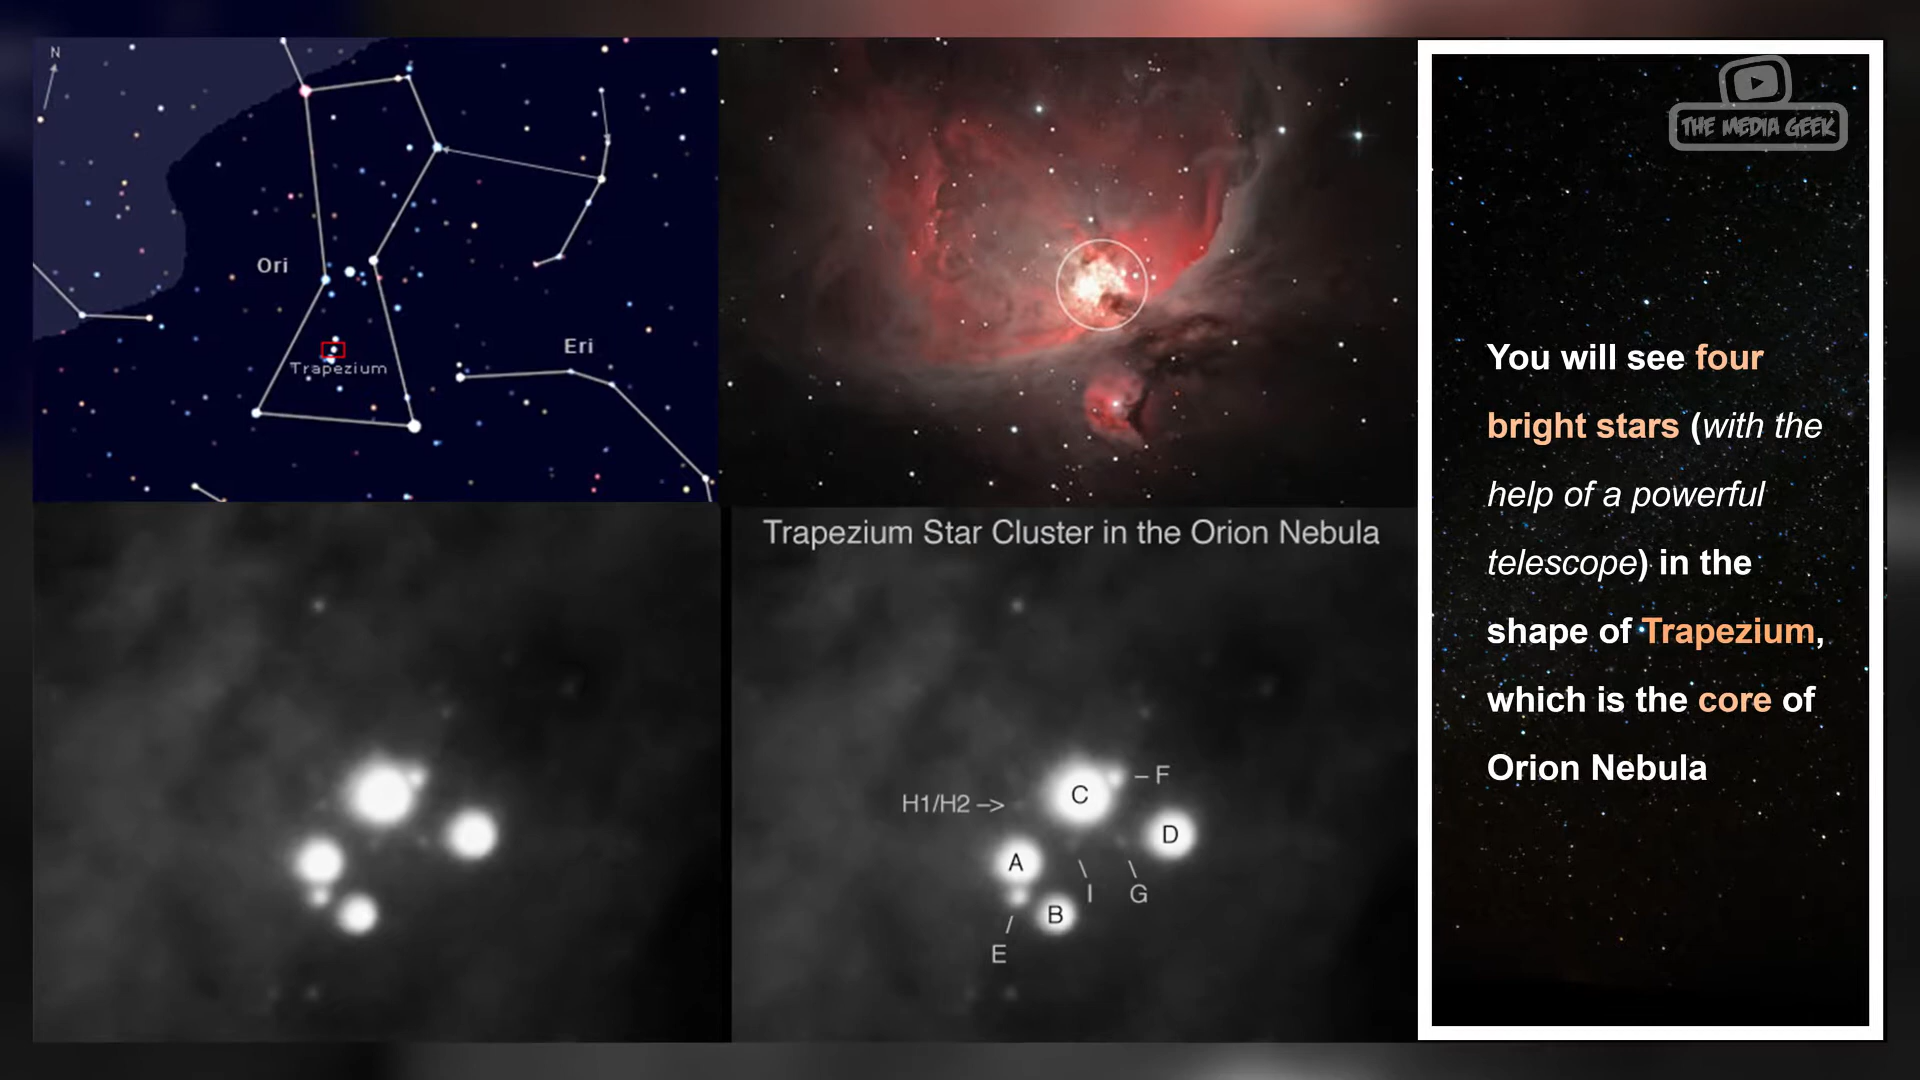 N
Ori
Trapezium
Eri
Trapezium Star Cluster in the Orion Nebula
C
– F
H1/H2 –>
D
A
I
G
B
E
THE MEDIA GEEK
You will see four
bright stars (with the
help of a powerful
telescope) in the
shape of Trapezium,
which is the core of
Orion Nebula